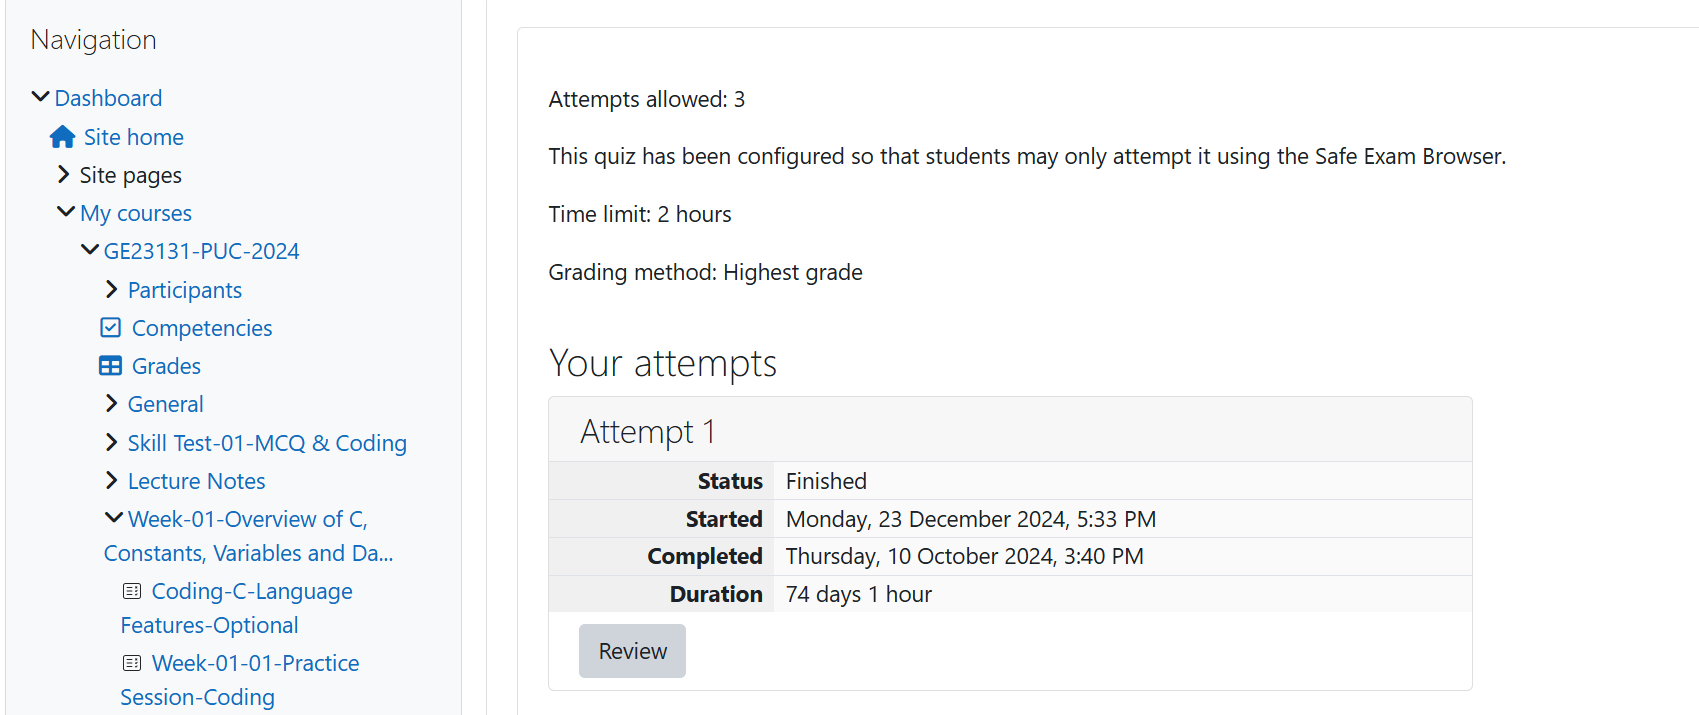 Navigation
Dashboard
Site home
Site pages
My courses
GE23131-PUC-2024
Participants
Competencies
Grades
General
Skill Test-01-MCQ & Coding
Lecture Notes
Week-01-Overview of C,
Constants, Variables and Da...
Coding-C-Language
Features-Optional
Week-01-01-Practice
Session-Coding
Attempts allowed: 3
This quiz has been configured so that students may only attempt it using the Safe Exam Browser.
Time limit: 2 hours
Grading method: Highest grade
Your attempts
Attempt 1
Status Finished
Started Monday, 23 December 2024, 5:33 PM
Completed Thursday, 10 October 2024, 3:40 PM
Duration 74 days 1 hour
Review